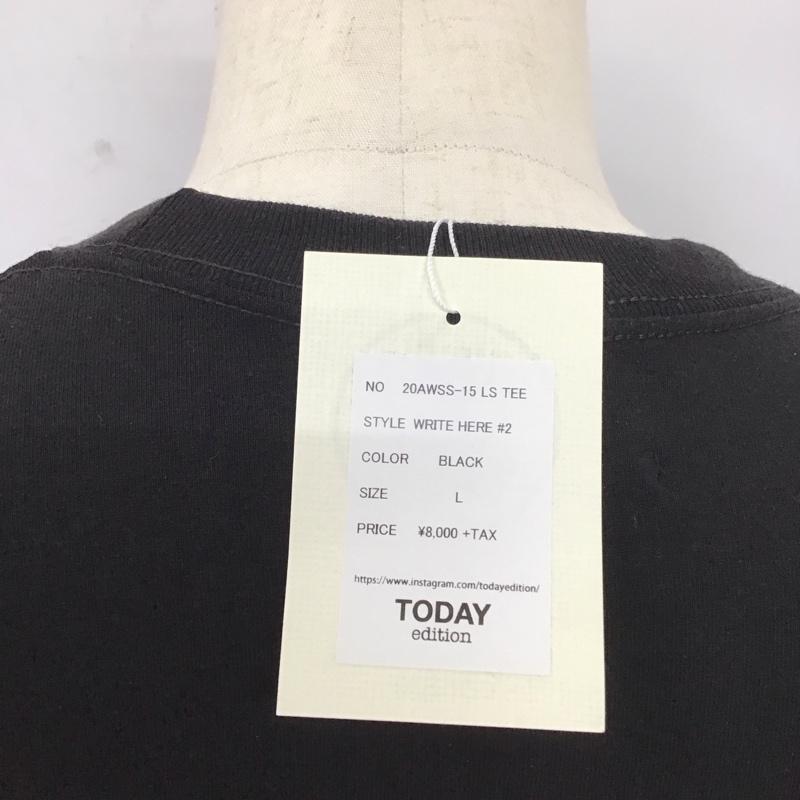 NO 20AWSS-15 LS TEE
STYLE WRITE HERE #2
COLOR BLACK
SIZE L
PRICE ¥8,000 +TAX
https://www.instagram.com/todayedition/
TODAY
edition